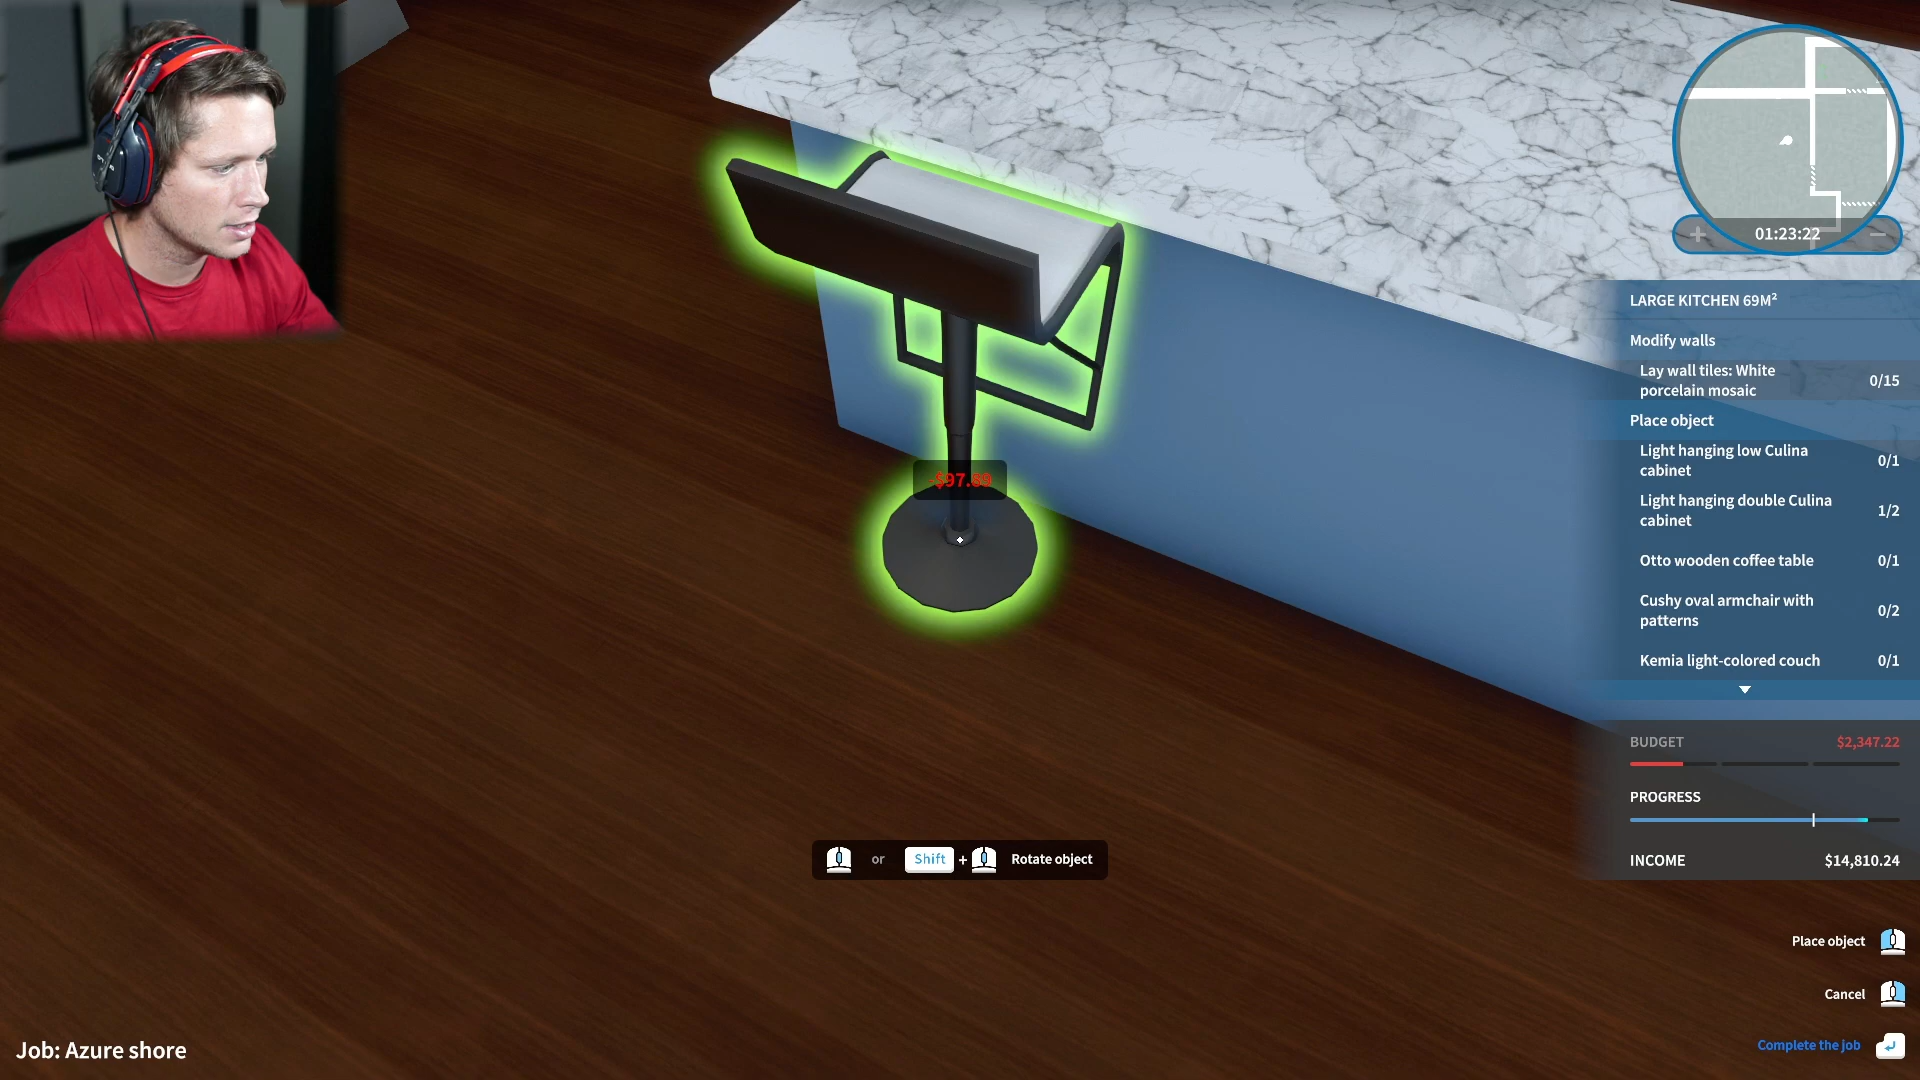 01:23:22
LARGE KITCHEN 69M²
Modify walls
Lay wall tiles: White
porcelain mosaic 0/15
Place object
Light hanging low Culina
cabinet 0/1
Light hanging double Culina
cabinet 1/2
Otto wooden coffee table 0/1
Cushy oval armchair with
patterns 0/2
Kemia light-colored couch 0/1
BUDGET $2,347.22
PROGRESS
INCOME $14,810.24
or Shift + Rotate object
Place object
Cancel
Complete the job
Job: Azure shore